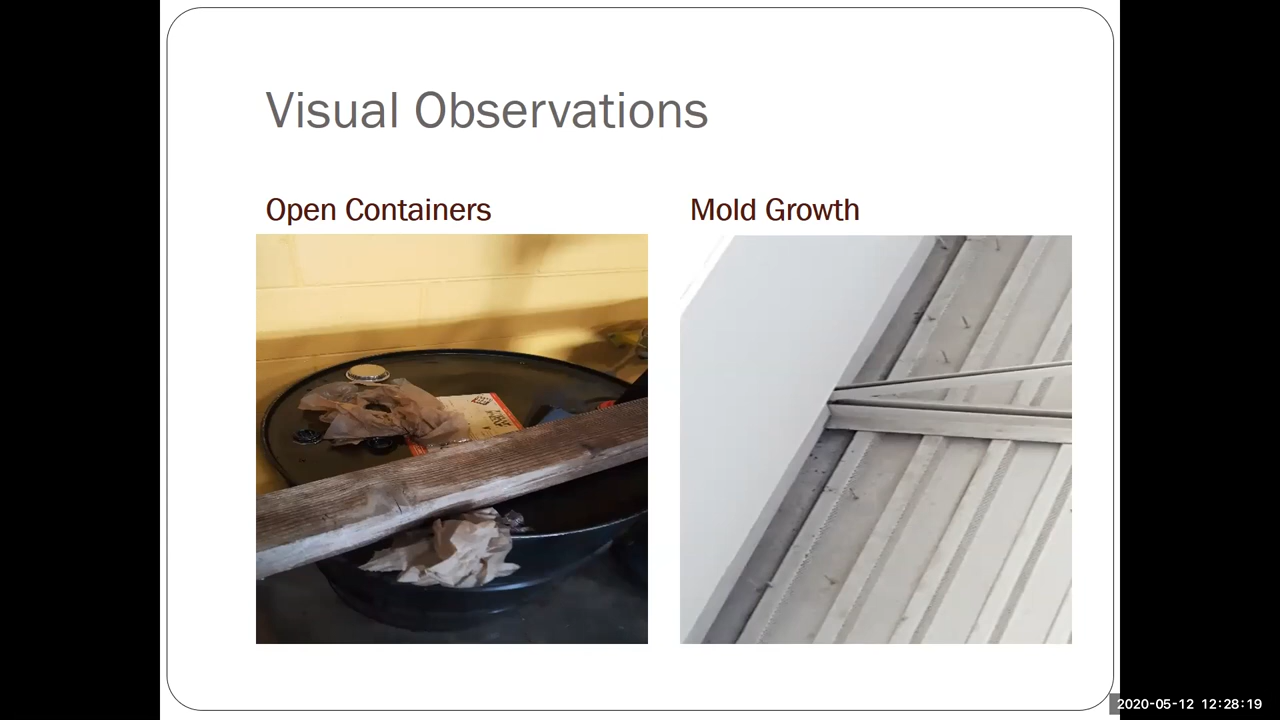 Visual Observations
Open Containers
Mold Growth
2020-05-12 12:28:19